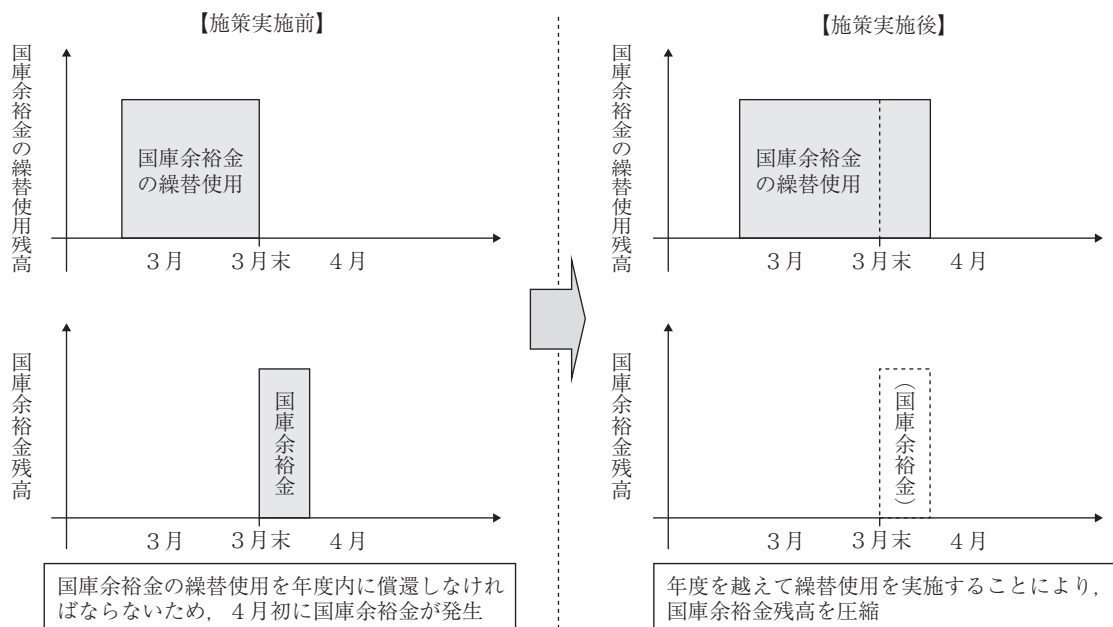 【施策実施前】
国庫余裕金の繰替使用残高
国庫余裕金
の繰替使用
３月　３月末　４月
国庫余裕金残高
国庫余裕金
３月　３月末　４月
国庫余裕金の繰替使用を年度内に償還しなけれ
ばならないため，４月初に国庫余裕金が発生
【施策実施後】
国庫余裕金の繰替使用残高
国庫余裕金
の繰替使用
３月　３月末　４月
国庫余裕金残高
（国庫余裕金）
３月　３月末　４月
年度を越えて繰替使用を実施することにより，
国庫余裕金残高を圧縮